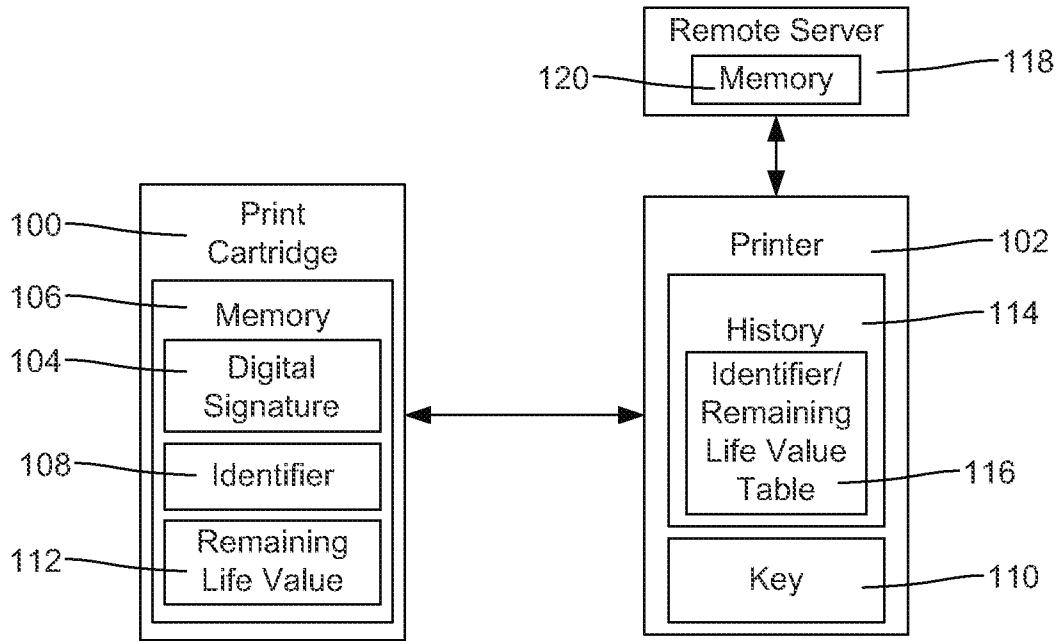 Remote Server
118
120
Memory
100
Print
Cartridge
106
Memory
104
Digital
Signature
108
Identifier
112
Remaining
Life Value
Printer
102
History
114
Identifier/
Remaining
Life Value
Table
116
Key
110